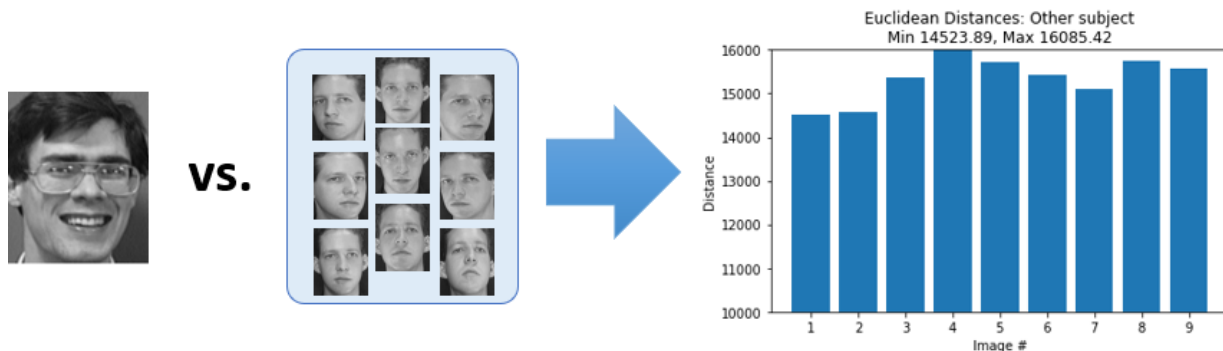 vs.
Euclidean Distances: Other subject
Min 14523.89, Max 16085.42
Distance
16000
15000
14000
13000
12000
11000
10000
1 2 3 4 5 6 7 8 9
Image #